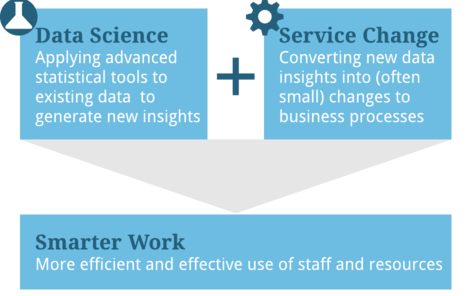 Data Science
Applying advanced
statistical tools to
existing data to
generate new insights
+
Service Change
Converting new data
insights into (often
small) changes to
business processes
Smarter Work
More efficient and effective use of staff and resources